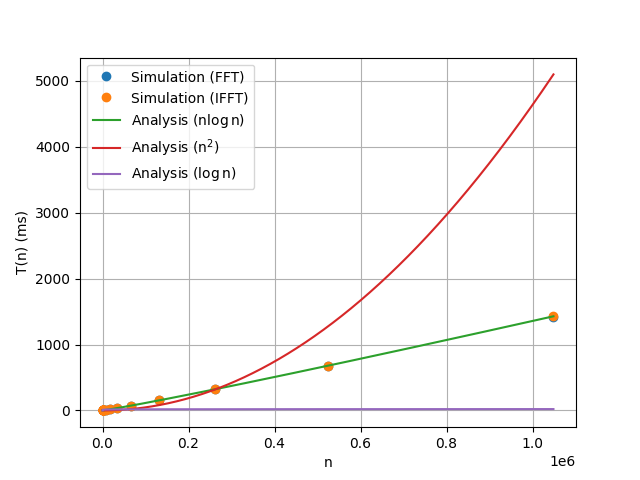 Simulation (FFT)
Simulation (IFFT)
Analysis (nlog n)
Analysis (n²)
Analysis (log n)
5000
4000
3000
2000
1000
0
T(n) (ms)
0.0 0.2 0.4 0.6 0.8 1.0
1e6
n